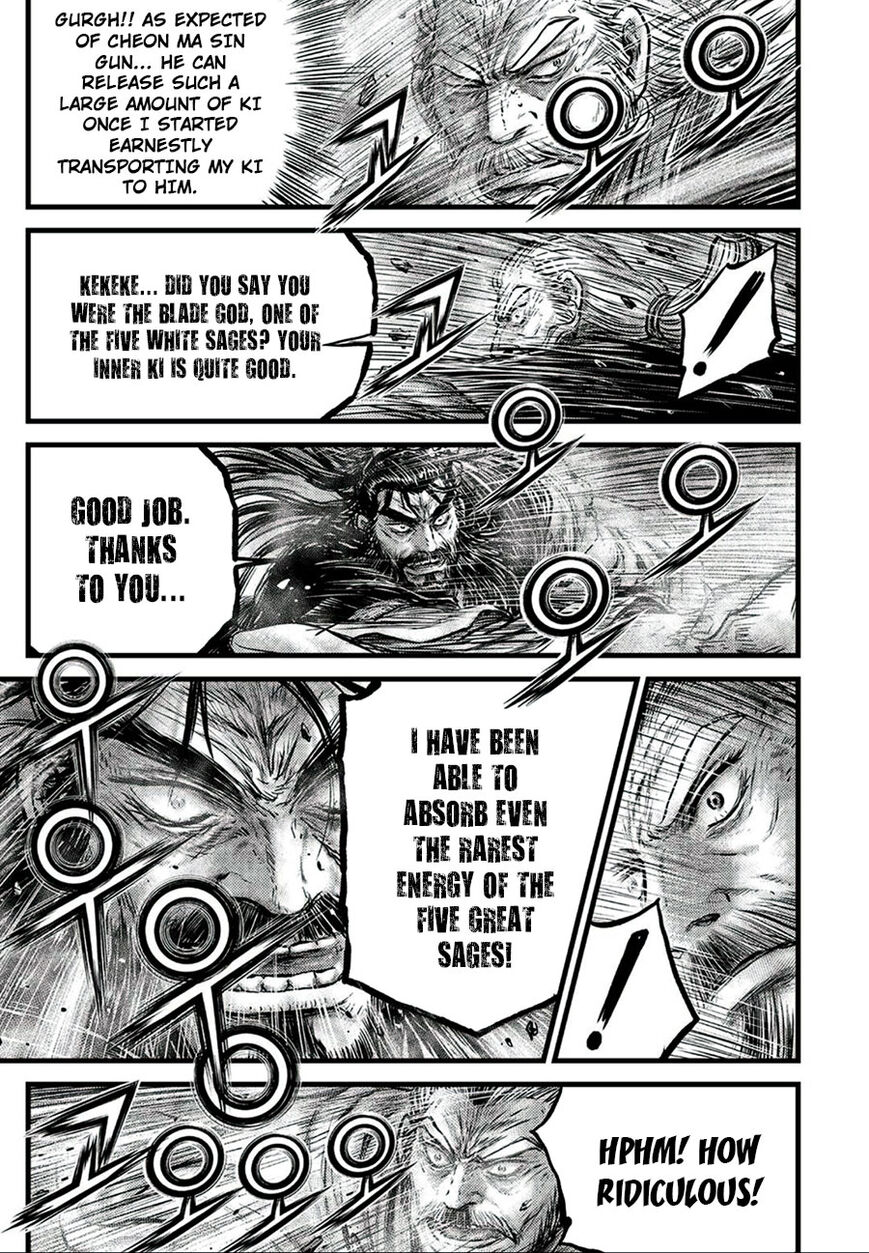 GURGH!! AS EXPECTED
OF CHEON MA SIN
GUN... HE CAN
RELEASE SUCH A
LARGE AMOUNT OF KI
ONCE I STARTED
EARNESTLY
TRANSPORTING MY KI
TO HIM.
KEKEKE... DID YOU SAY YOU
WERE THE BLADE GOD, ONE OF
THE FIVE WHITE SAGES? YOUR
INNER KI IS QUITE GOOD.
!
GOOD JOB.
THANKS
TO YOU...
I HAVE BEEN
ABLE TO
ABSORB EVEN
THE RAREST
ENERGY OF THE
FIVE GREAT
SAGES!
!
HPHM! HOW
RIDICULOUS!